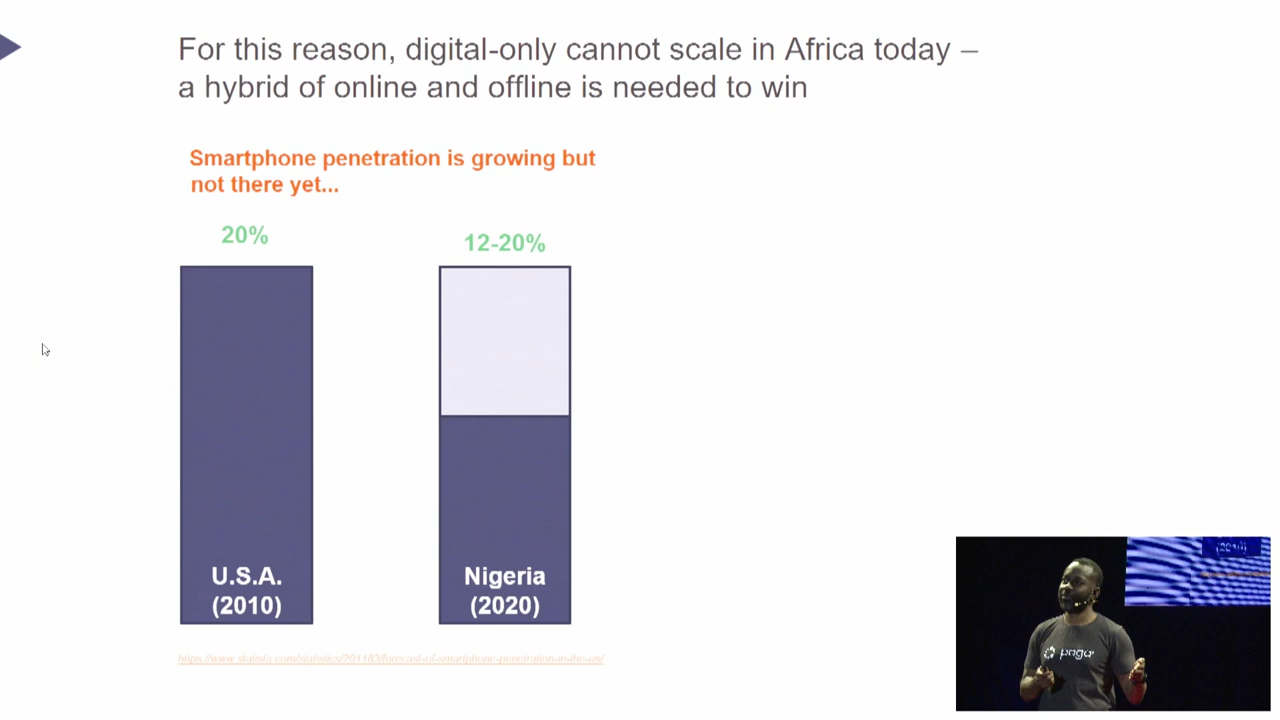 For this reason, digital-only cannot scale in Africa today –
a hybrid of online and offline is needed to win
Smartphone penetration is growing but
not there yet...
20%
12-20%
U.S.A.
(2010)
Nigeria
(2020)
https://www.statista.com/statistics/201183/forecast-of-smartphone-penetration-in-the-us/
(2010)
paga